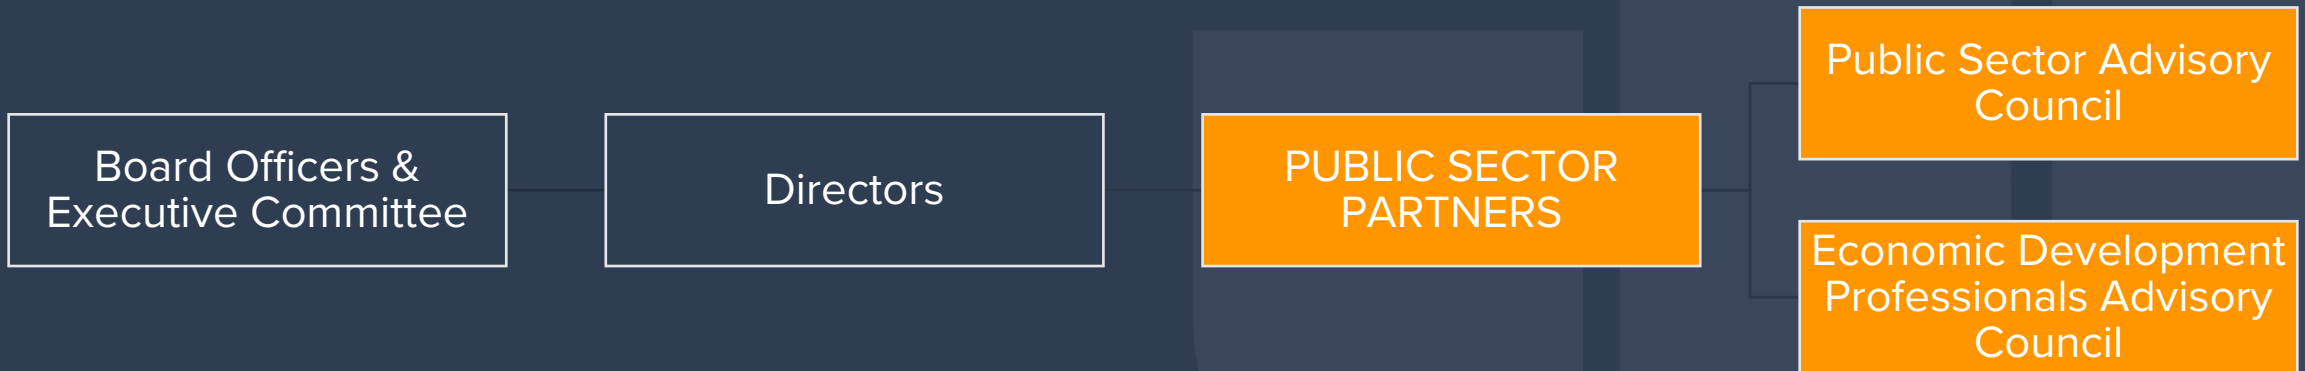 Board Officers &
Executive Committee
Directors
PUBLIC SECTOR
PARTNERS
Public Sector Advisory
Council
Economic Development
Professionals Advisory
Council